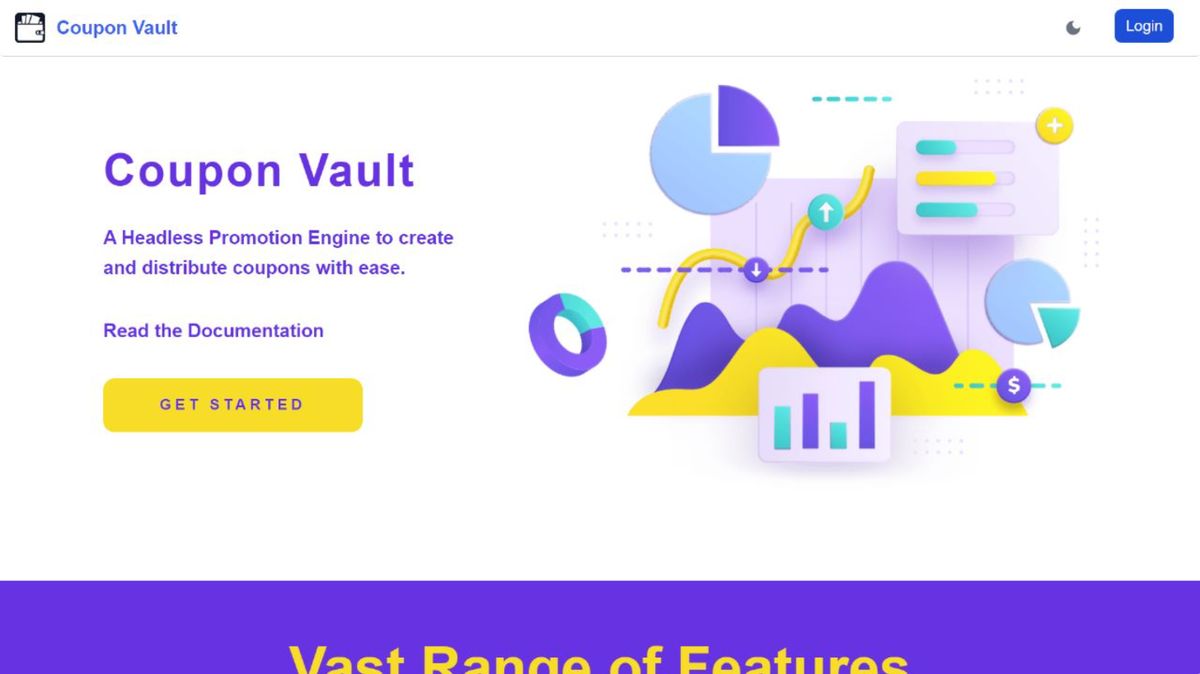 Coupon Vault
Login
Coupon Vault
A Headless Promotion Engine to create
and distribute coupons with ease.
Read the Documentation
GET STARTED
$
Vast Range of Features